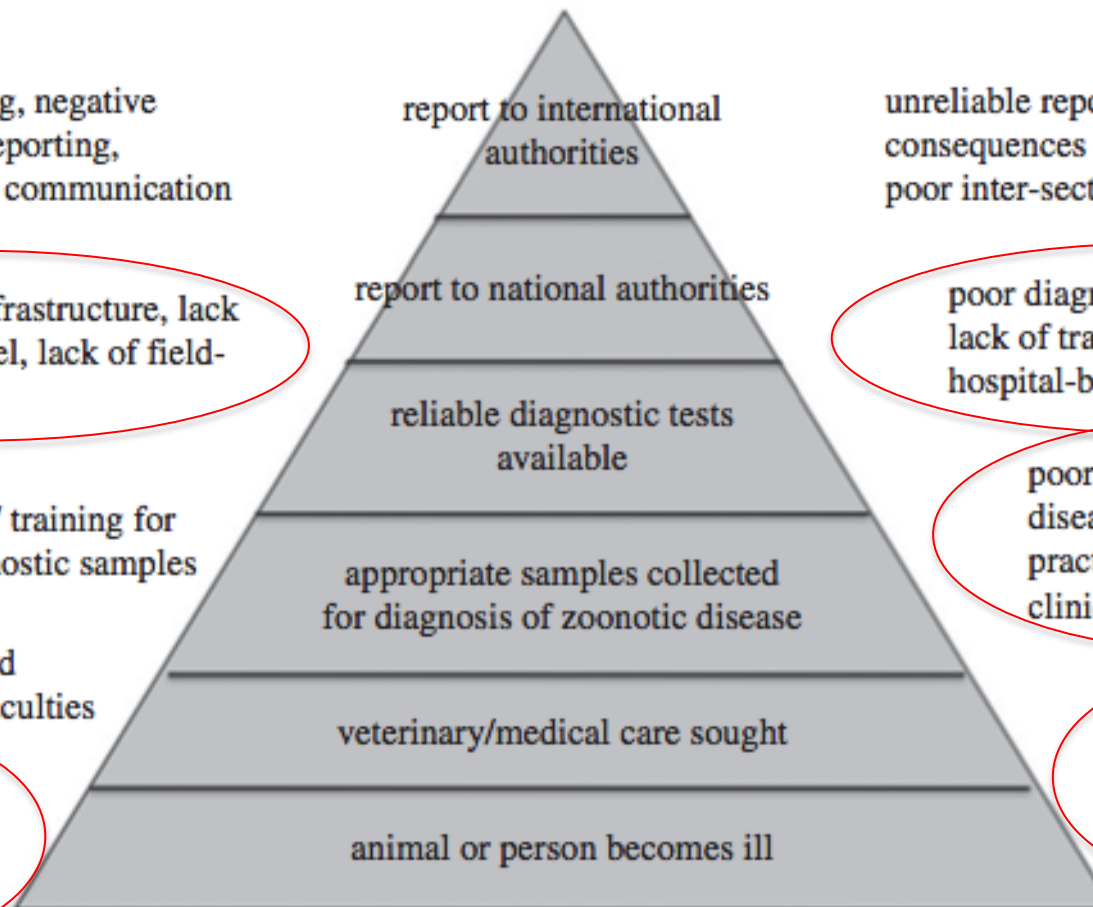 g, negative
eporting,
communication
report to international
authorities
unreliable repo
consequences
poor inter-sect
frastructure, lack
el, lack of field-
report to national authorities
poor diagn
lack of tra
hospital-b
reliable diagnostic tests
available
training for
ostic samples
poor
disea
pract
clini
appropriate samples collected
for diagnosis of zoonotic disease
d
culties
veterinary/medical care sought
animal or person becomes ill